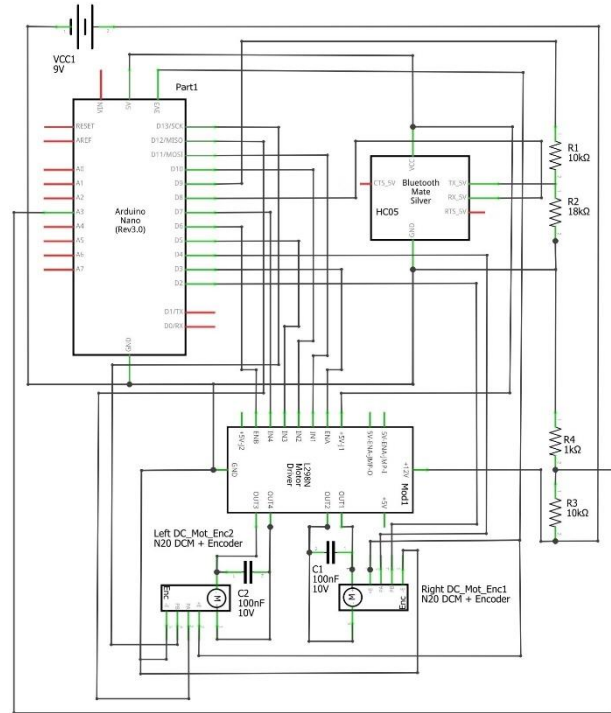 VCC1
9V
Part1
VIN
5V
3V3
RESET
AREF
A0
A1
A2
A3
A4
A5
A6
A7
D13/SCK
D12/MISO
D11/MOSI
D10
D9
D8
D7
D6
D5
D4
D3
D2
D1/TX
D0/RX
GND
Arduino
Nano
(Rev3.0)
VCC
CTS_5V
TX_5V
RX_5V
RTS_5V
GND
Bluetooth
Mate
Silver
HC05
R1
10kΩ
R2
18kΩ
R4
1kΩ
R3
10kΩ
+5V-J2
ENB
IN4
IN3
IN2
IN1
ENA
+5V-J1
5V-ENA-JMP-O
5V-ENA-JMP-I
GND
+12V
L298N
Motor
Driver
Mod1
OUT3
OUT4
OUT2
OUT1
+5V
Left DC_Mot_Enc2
N20 DCM + Encoder
Enc
M
C2
100nF
10V
C1
100nF
10V
M
Enc
Right DC_Mot_Enc1
N20 DCM + Encoder